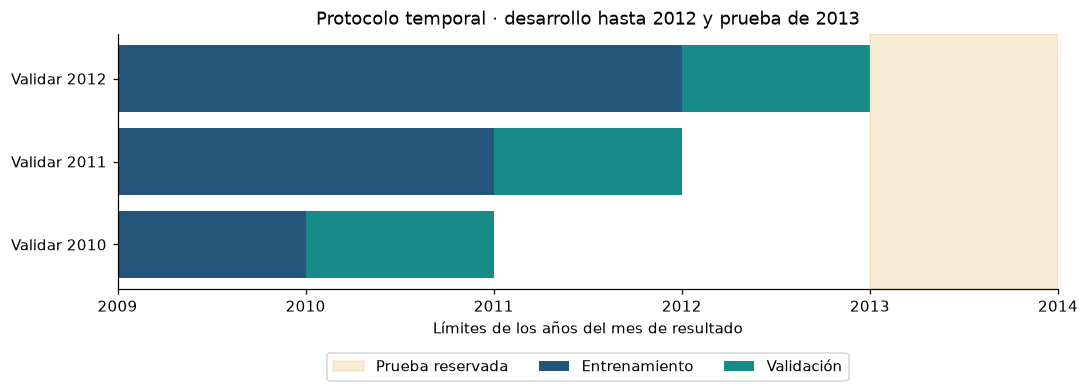 Protocolo temporal · desarrollo hasta 2012 y prueba de 2013
Validar 2012
Validar 2011
Validar 2010
2009 2010 2011 2012 2013 2014
Límites de los años del mes de resultado
Prueba reservada Entrenamiento Validación